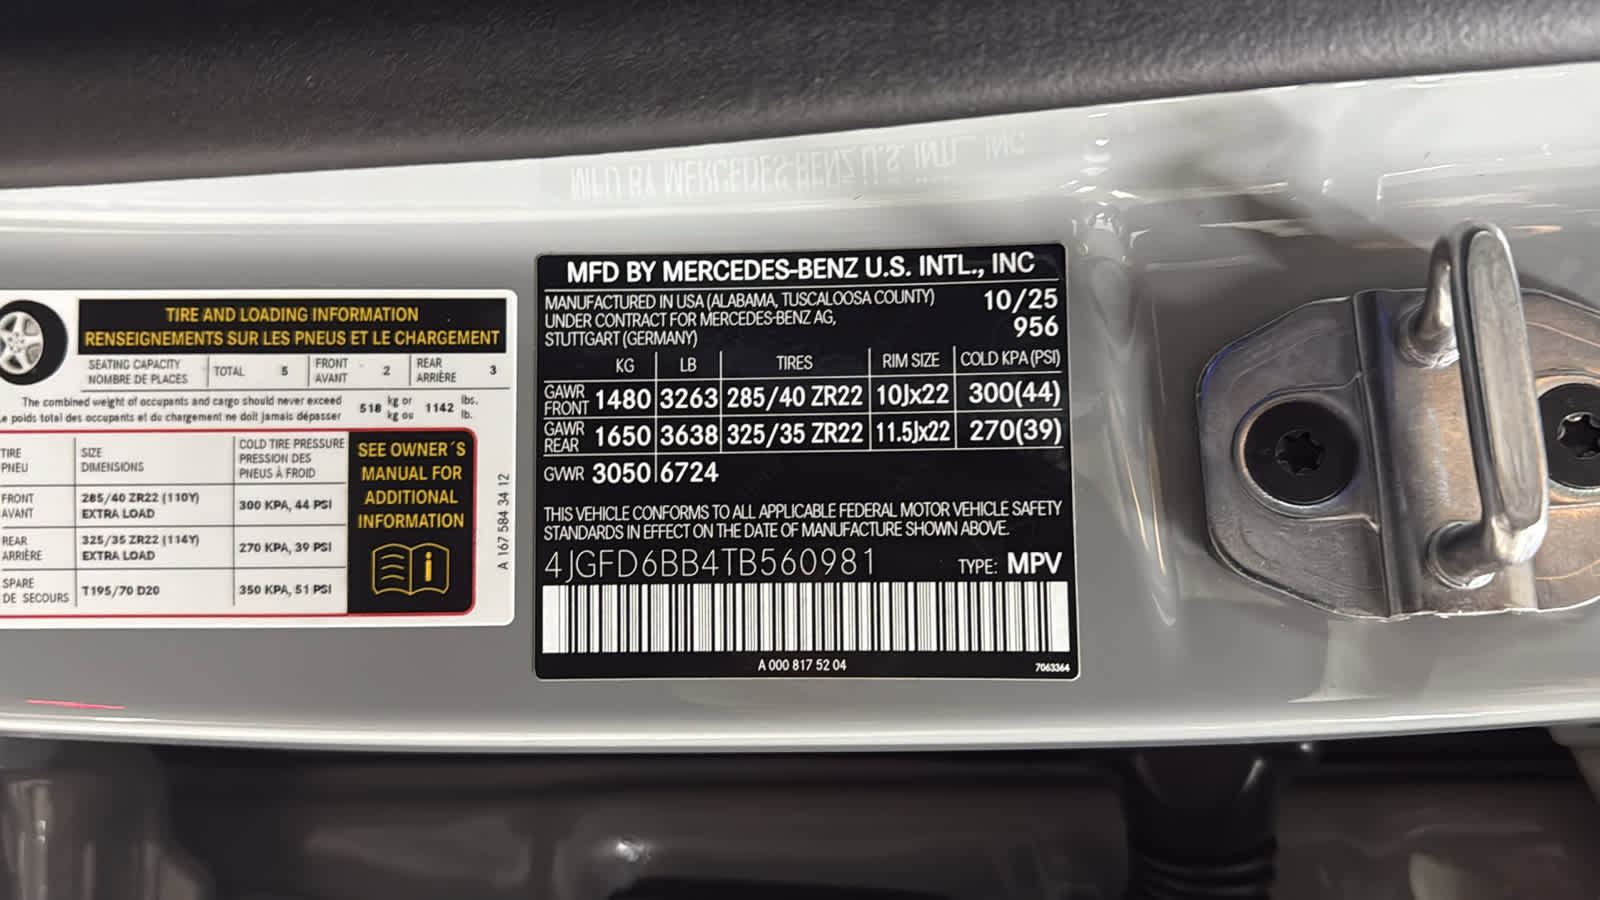 MFD BY MERCEDES-BENZ U.S. INTL., INC
TIRE AND LOADING INFORMATION
RENSEIGNEMENTS SUR LES PNEUS ET LE CHARGEMENT
SEATING CAPACITY
NOMBRE DE PLACES
TOTAL 5
FRONT
AVANT
2
REAR
ARRIÈRE
3
The combined weight of occupants and cargo should never exceed
Le poids total des occupants et du chargement ne doit jamais dépasser
518 kg or
kg ou
1142 lbs.
lb.
TIRE
PNEU
SIZE
DIMENSIONS
COLD TIRE PRESSURE
PRESSION DES
PNEUS À FROID
FRONT
AVANT
285/40 ZR22 (110Y)
EXTRA LOAD
300 KPA, 44 PSI
REAR
ARRIÈRE
325/35 ZR22 (114Y)
EXTRA LOAD
270 KPA, 39 PSI
SPARE
DE SECOURS
T195/70 D20
350 KPA, 51 PSI
SEE OWNER´S
MANUAL FOR
ADDITIONAL
INFORMATION
i
A 167 584 34 12
MFD BY MERCEDES-BENZ U.S. INTL., INC
MANUFACTURED IN USA (ALABAMA, TUSCALOOSA COUNTY)
UNDER CONTRACT FOR MERCEDES-BENZ AG,
STUTTGART (GERMANY)
10/25
956
KG LB TIRES RIM SIZE COLD KPA (PSI)
GAWR
FRONT
1480 3263 285/40 ZR22 10Jx22 300(44)
GAWR
REAR
1650 3638 325/35 ZR22 11.5Jx22 270(39)
GVWR 3050 6724
THIS VEHICLE CONFORMS TO ALL APPLICABLE FEDERAL MOTOR VEHICLE SAFETY
STANDARDS IN EFFECT ON THE DATE OF MANUFACTURE SHOWN ABOVE.
4JGFD6BB4TB560981 TYPE: MPV
A 000 817 52 04
7063364